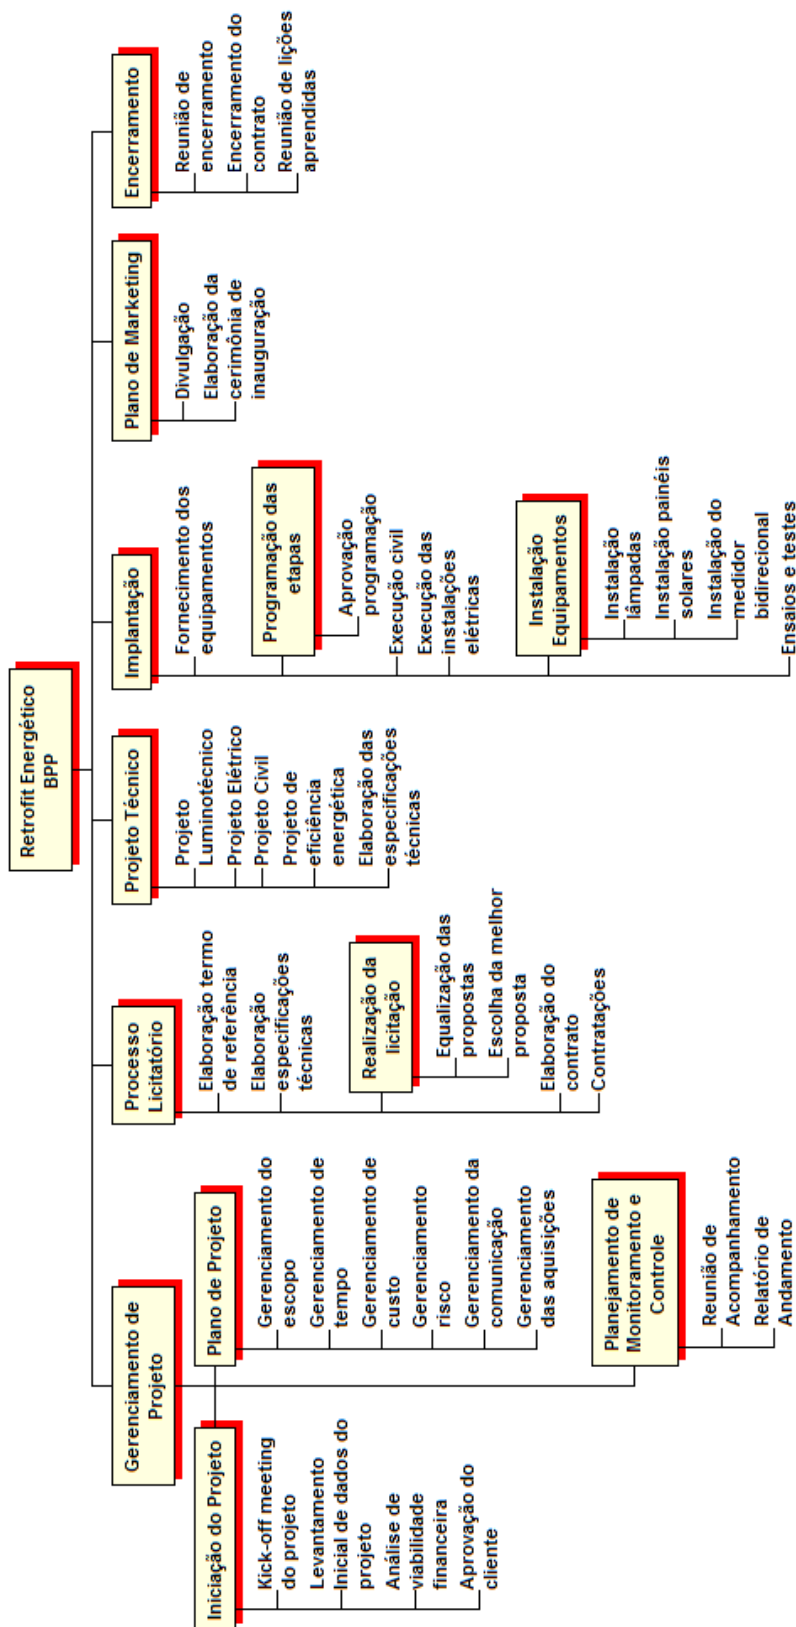 Retrofit Energético
BPP
Gerenciamento de
Projeto
Iniciação do Projeto
Kick-off meeting
do projeto
Levantamento
Inicial de dados do
projeto
Análise de
viabilidade
financeira
Aprovação do
cliente
Plano de Projeto
Gerenciamento do
escopo
Gerenciamento de
tempo
Gerenciamento de
custo
Gerenciamento
risco
Gerenciamento da
comunicação
Gerenciamento
das aquisições
Planejamento de
Monitoramento e
Controle
Reunião de
Acompanhamento
Relatório de
Andamento
Processo
Licitatório
Elaboração termo
de referência
Elaboração
especificações
técnicas
Realização da
licitação
Equalização das
propostas
Escolha da melhor
proposta
Elaboração do
contrato
Contratações
Projeto Técnico
Projeto
Luminotécnico
Projeto Elétrico
Projeto Civil
Projeto de
eficiência
energética
Elaboração das
especificações
técnicas
Implantação
Fornecimento dos
equipamentos
Programação das
etapas
Aprovação
programação
Execução civil
Execução das
instalações
elétricas
Instalação
Equipamentos
Instalação
lâmpadas
Instalação painéis
solares
Instalação do
medidor
bidirecional
Ensaios e testes
Plano de Marketing
Divulgação
Elaboração da
cerimônia de
inauguração
Encerramento
Reunião de
encerramento
Encerramento do
contrato
Reunião de lições
aprendidas